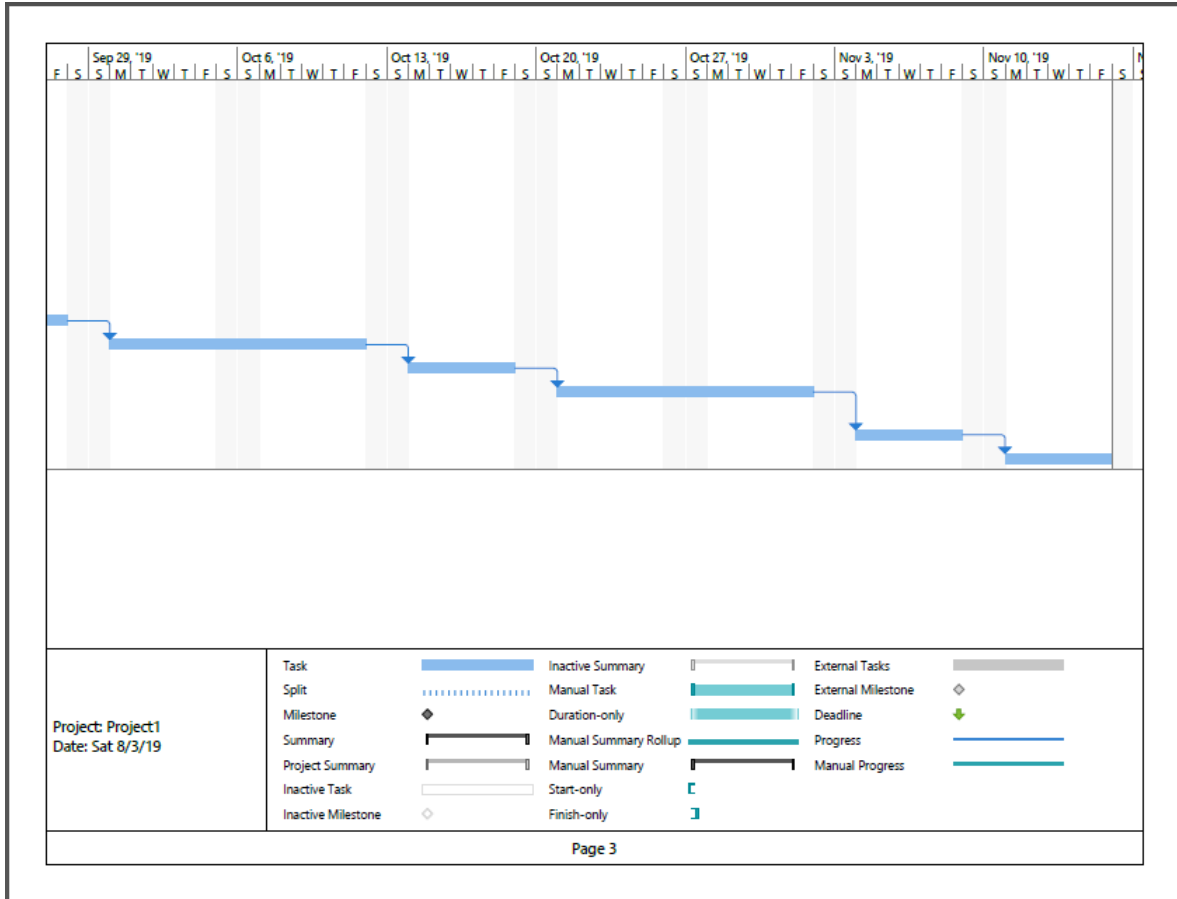 Sep 29, '19 Oct 6, '19 Oct 13, '19 Oct 20, '19 Oct 27, '19 Nov 3, '19 Nov 10, '19 N
F S S M T W T F S S M T W T F S S M T W T F S S M T W T F S S M T W T F S S M T W T F S S M T W T F S S
Task
Split
Milestone
Summary
Project Summary
Inactive Task
Inactive Milestone
Inactive Summary
Manual Task
Duration-only
Manual Summary Rollup
Manual Summary
Start-only
Finish-only
External Tasks
External Milestone
Deadline
Progress
Manual Progress
Project: Project1
Date: Sat 8/3/19
Page 3